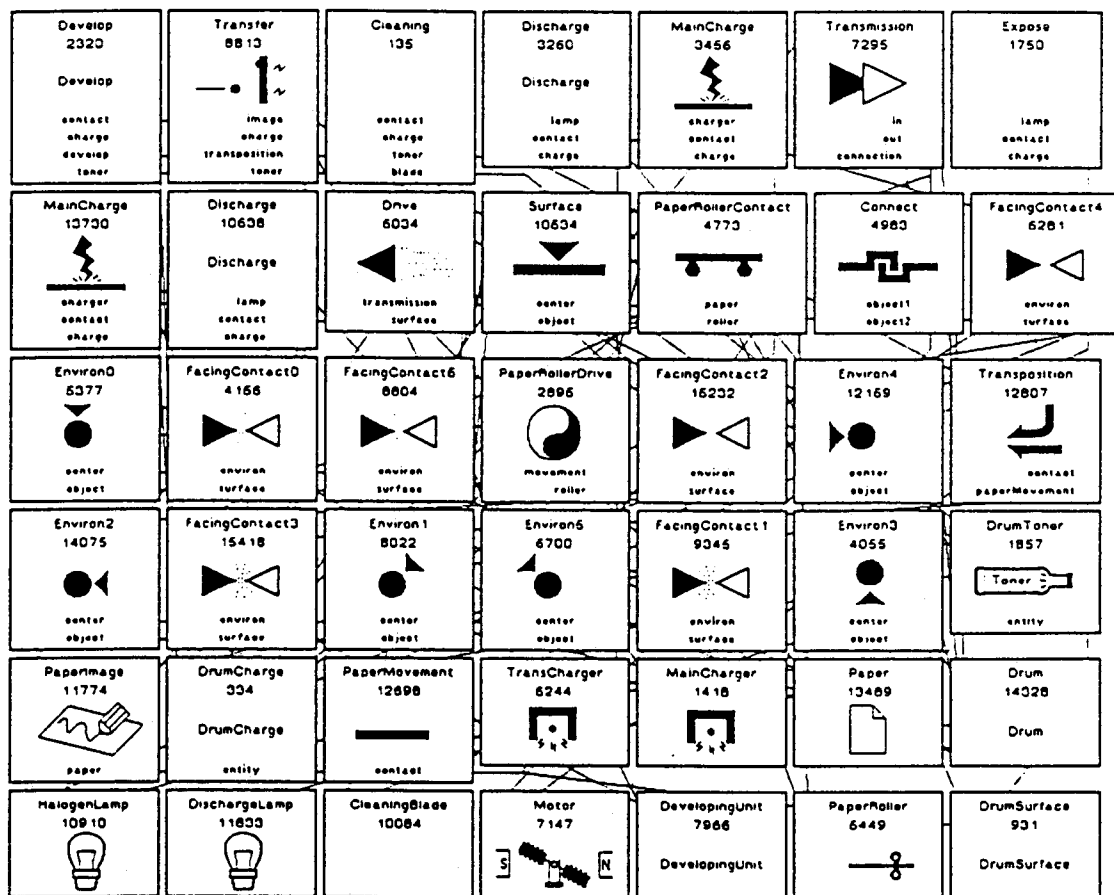 Develop
2323
Develop
contact
charge
develop
toner
Transfer
8813
image
charge
transposition
toner
Cleaning
135
contact
charge
toner
blade
Discharge
3260
Discharge
lamp
contact
charge
MainCharge
3456
charger
contact
charge
Transmission
7295
in
out
connection
Expose
1750
lamp
contact
charge
MainCharge
13730
charger
contact
charge
Discharge
10638
Discharge
lamp
contact
charge
Drive
6034
transmission
surface
Surface
10534
center
object
PaperRollerContact
4773
paper
roller
Connect
4983
object1
object2
FacingContact4
5281
environ
surface
Environ0
5377
center
object
FacingContact0
4156
environ
surface
FacingContact5
8804
environ
surface
PaperRollerDrive
2895
movement
roller
FacingContact2
15232
environ
surface
Environ4
12159
center
object
Transposition
12807
contact
paperMovement
Environ2
14075
center
object
FacingContact3
15418
environ
surface
Environ1
8022
center
object
Environ5
6700
center
object
FacingContact1
9345
environ
surface
Environ3
4055
center
object
DrumToner
1857
Toner
entity
PaperImage
11774
paper
DrumCharge
334
DrumCharge
entity
PaperMovement
12698
contact
TransCharger
6244
MainCharger
1418
Paper
13489
Drum
14328
Drum
HalogenLamp
10910
DischargeLamp
11833
CleaningBlade
10084
Motor
7147
S N
DevelopingUnit
7966
DevelopingUnit
PaperRoller
5449
DrumSurface
931
DrumSurface